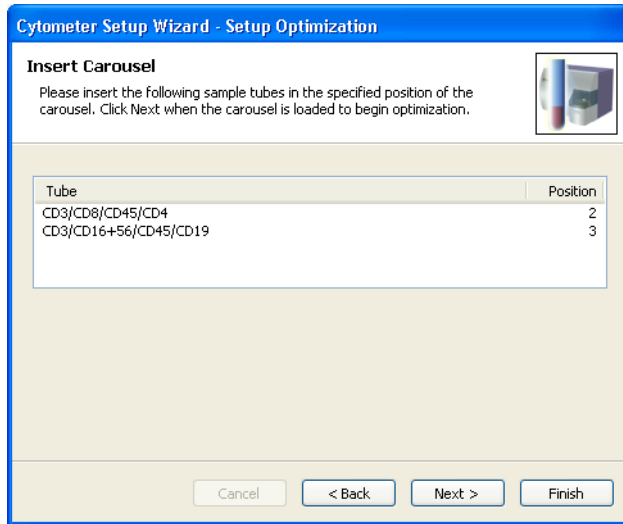 Cytometer Setup Wizard - Setup Optimization
Insert Carousel
Please insert the following sample tubes in the specified position of the
carousel. Click Next when the carousel is loaded to begin optimization.
Tube Position
CD3/CD8/CD45/CD4 2
CD3/CD16+56/CD45/CD19 3
Cancel < Back Next > Finish